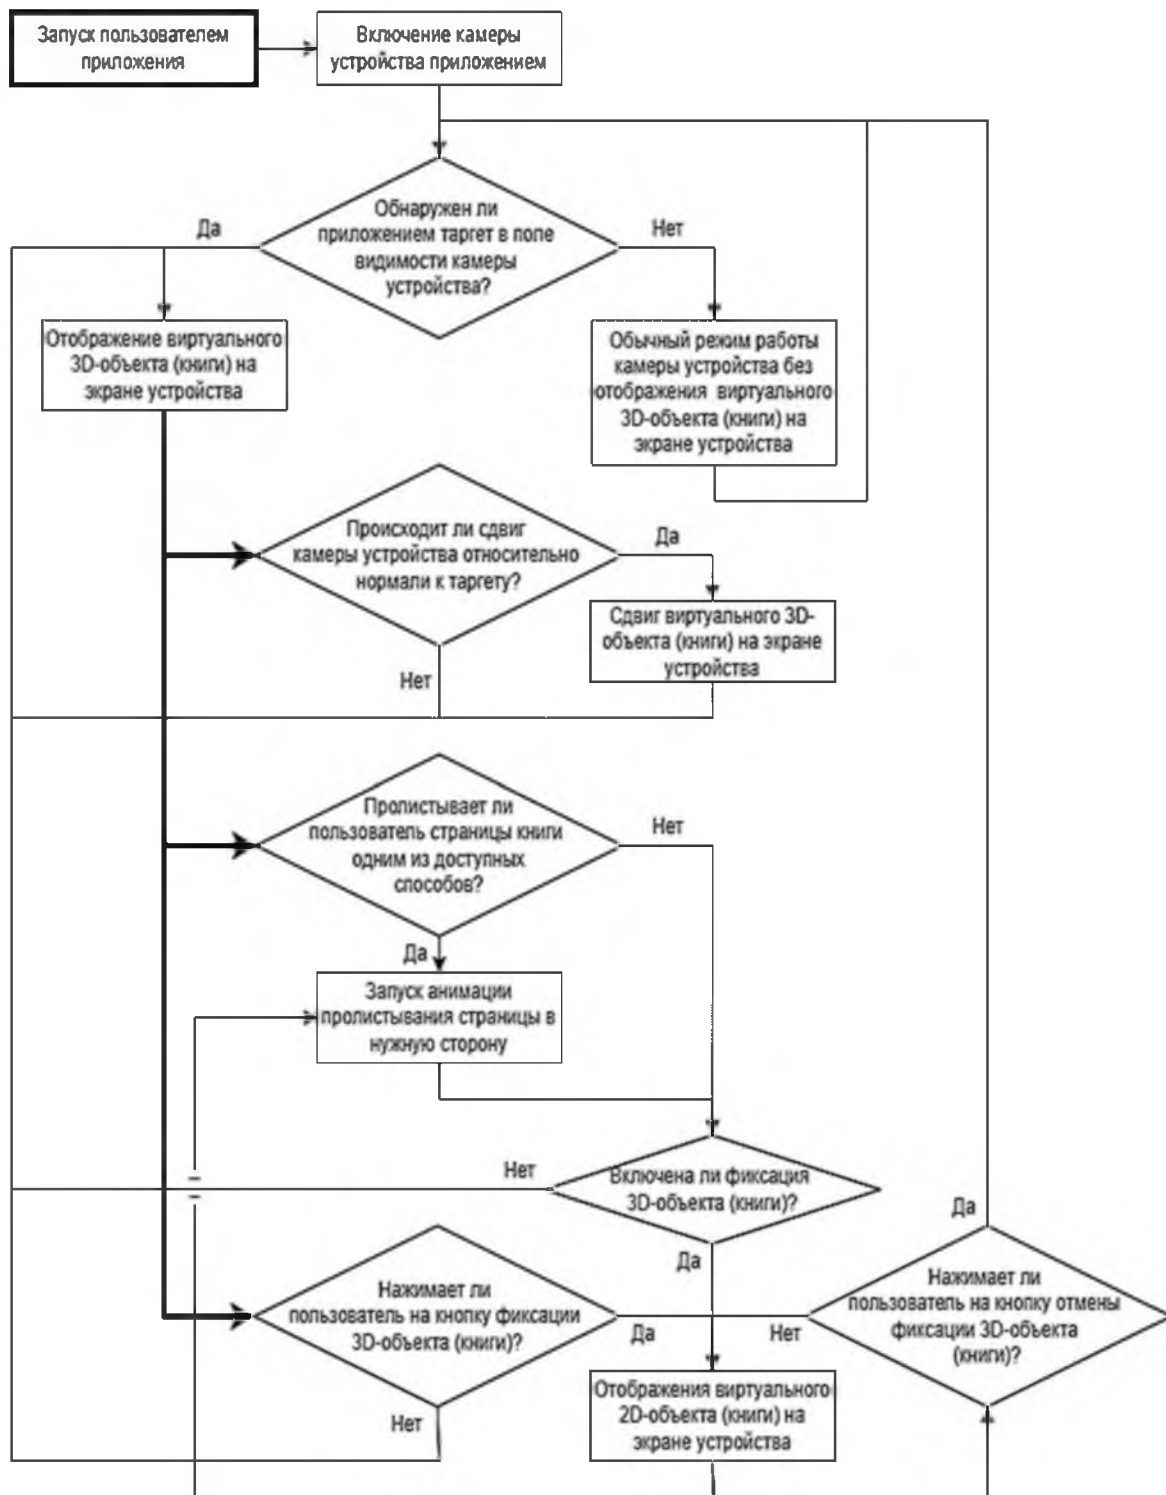 Запуск пользователем
приложения
Включение камеры
устройства приложением
Обнаружен ли
приложением таргет в поле
видимости камеры
устройства?
Да
Нет
Отображение виртуального
3D-объекта (книги) на
экране устройства
Обычный режим работы
камеры устройства без
отображения виртуального
3D-объекта (книги) на
экране устройства
Происходит ли сдвиг
камеры устройства относительно
нормали к таргету?
Да
Нет
Сдвиг виртуального 3D-
объекта (книги) на экране
устройства
Пролистывает ли
пользователь страницы книги
одним из доступных
способов?
Нет
Да
Запуск анимации
пролистывания страницы в
нужную сторону
Включена ли фиксация
3D-объекта (книги)?
Нет
Да
Нажимает ли
пользователь на кнопку фиксации
3D-объекта (книги)?
Да
Нет
Нажимает ли
пользователь на кнопку отмены
фиксации 3D-объекта
(книги)?
Да
Нет
Отображения виртуального
2D-объекта (книги) на
экране устройства